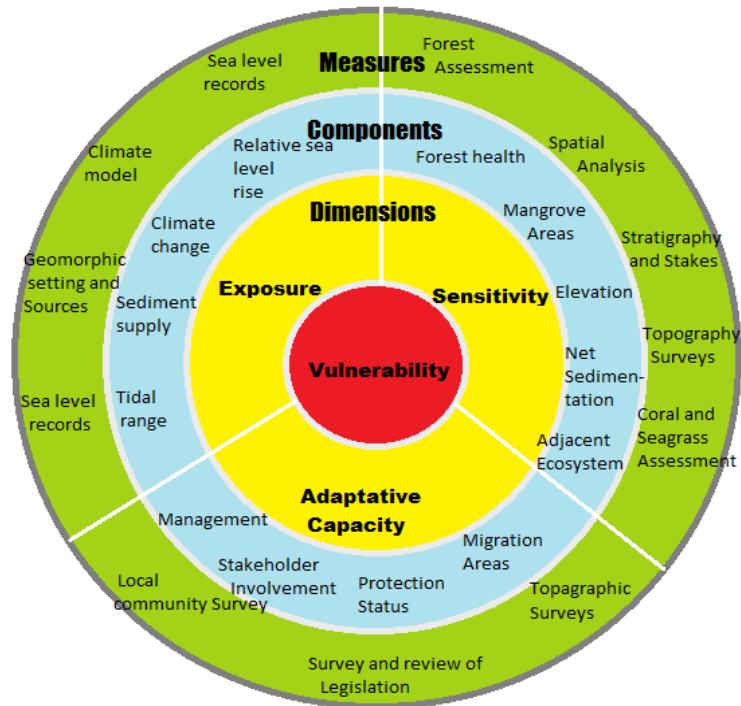 Measures
Sea level
records
Forest
Assessment
Climate
model
Spatial
Analysis
Geomorphic
setting and
Sources
Stratigraphy
and Stakes
Topography
Surveys
Sea level
records
Coral and
Seagrass
Assessment
Local
community Survey
Topagraphic
Surveys
Survey and review of
Legislation
Components
Relative sea
level
rise
Forest health
Climate
change
Mangrove
Areas
Sediment
supply
Elevation
Tidal
range
Net
Sedimen-
tation
Adjacent
Ecosystem
Management
Stakeholder
Involvement
Protection
Status
Migration
Areas
Dimensions
Exposure
Sensitivity
Adaptative
Capacity
Vulnerability